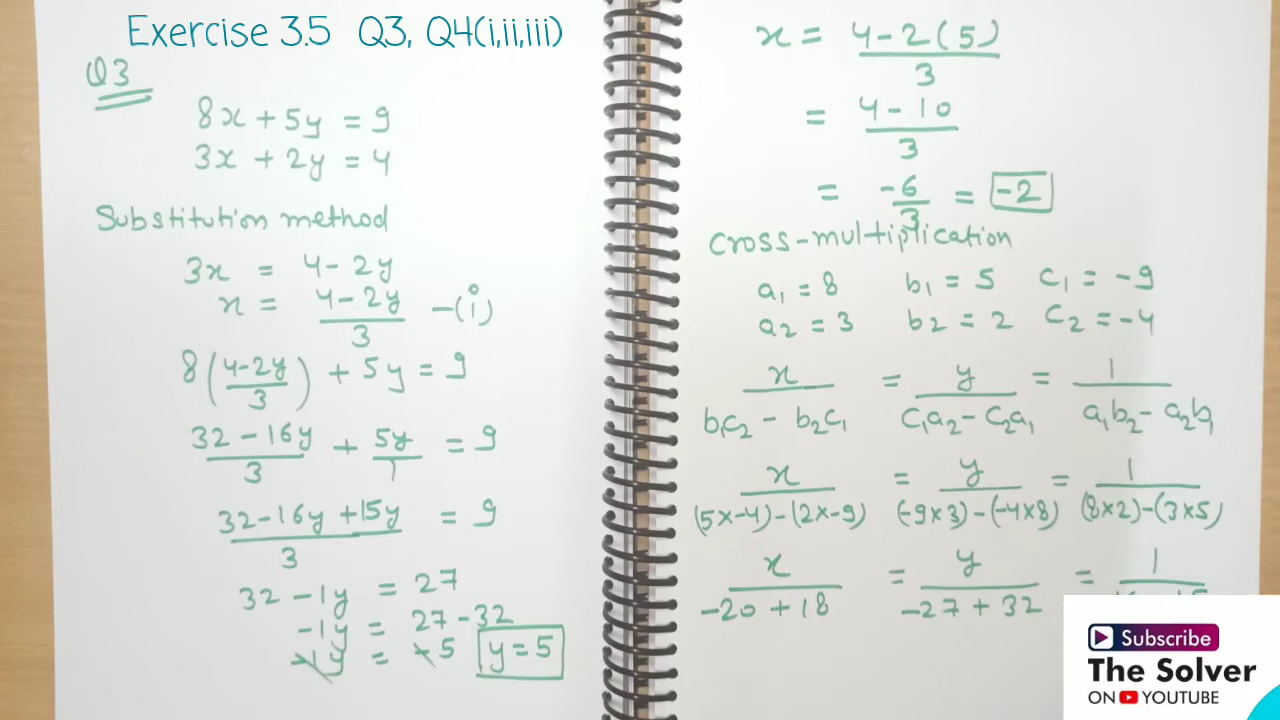 Exercise 3.5 Q3, Q4(i,ii,iii)
Q3
8x + 5y = 9
3x + 2y = 4
Substitution method
3x = 4 - 2y
x = (4 - 2y)/3 -(i)
8((4-2y)/3) + 5y = 9
(32 - 16y)/3 + 5y/1 = 9
(32 - 16y + 15y)/3 = 9
32 - 1y = 27
-1y = 27 - 32
-1y = -5 y = 5
x = (4 - 2(5))/3
= (4 - 10)/3
= -6/3 = -2
Cross-multiplication
a₁ = 8 b₁ = 5 c₁ = -9
a₂ = 3 b₂ = 2 c₂ = -4
x/(b₁c₂ - b₂c₁) = y/(c₁a₂ - c₂a₁) = 1/(a₁b₂ - a₂b₁)
x/((5x-4)-(2x-9)) = y/((-9x3)-(-4x8)) = 1/((8x2)-(3x5))
x/(-20 + 18) = y/(-27 + 32) = 1/
Subscribe
The Solver
ON YOUTUBE